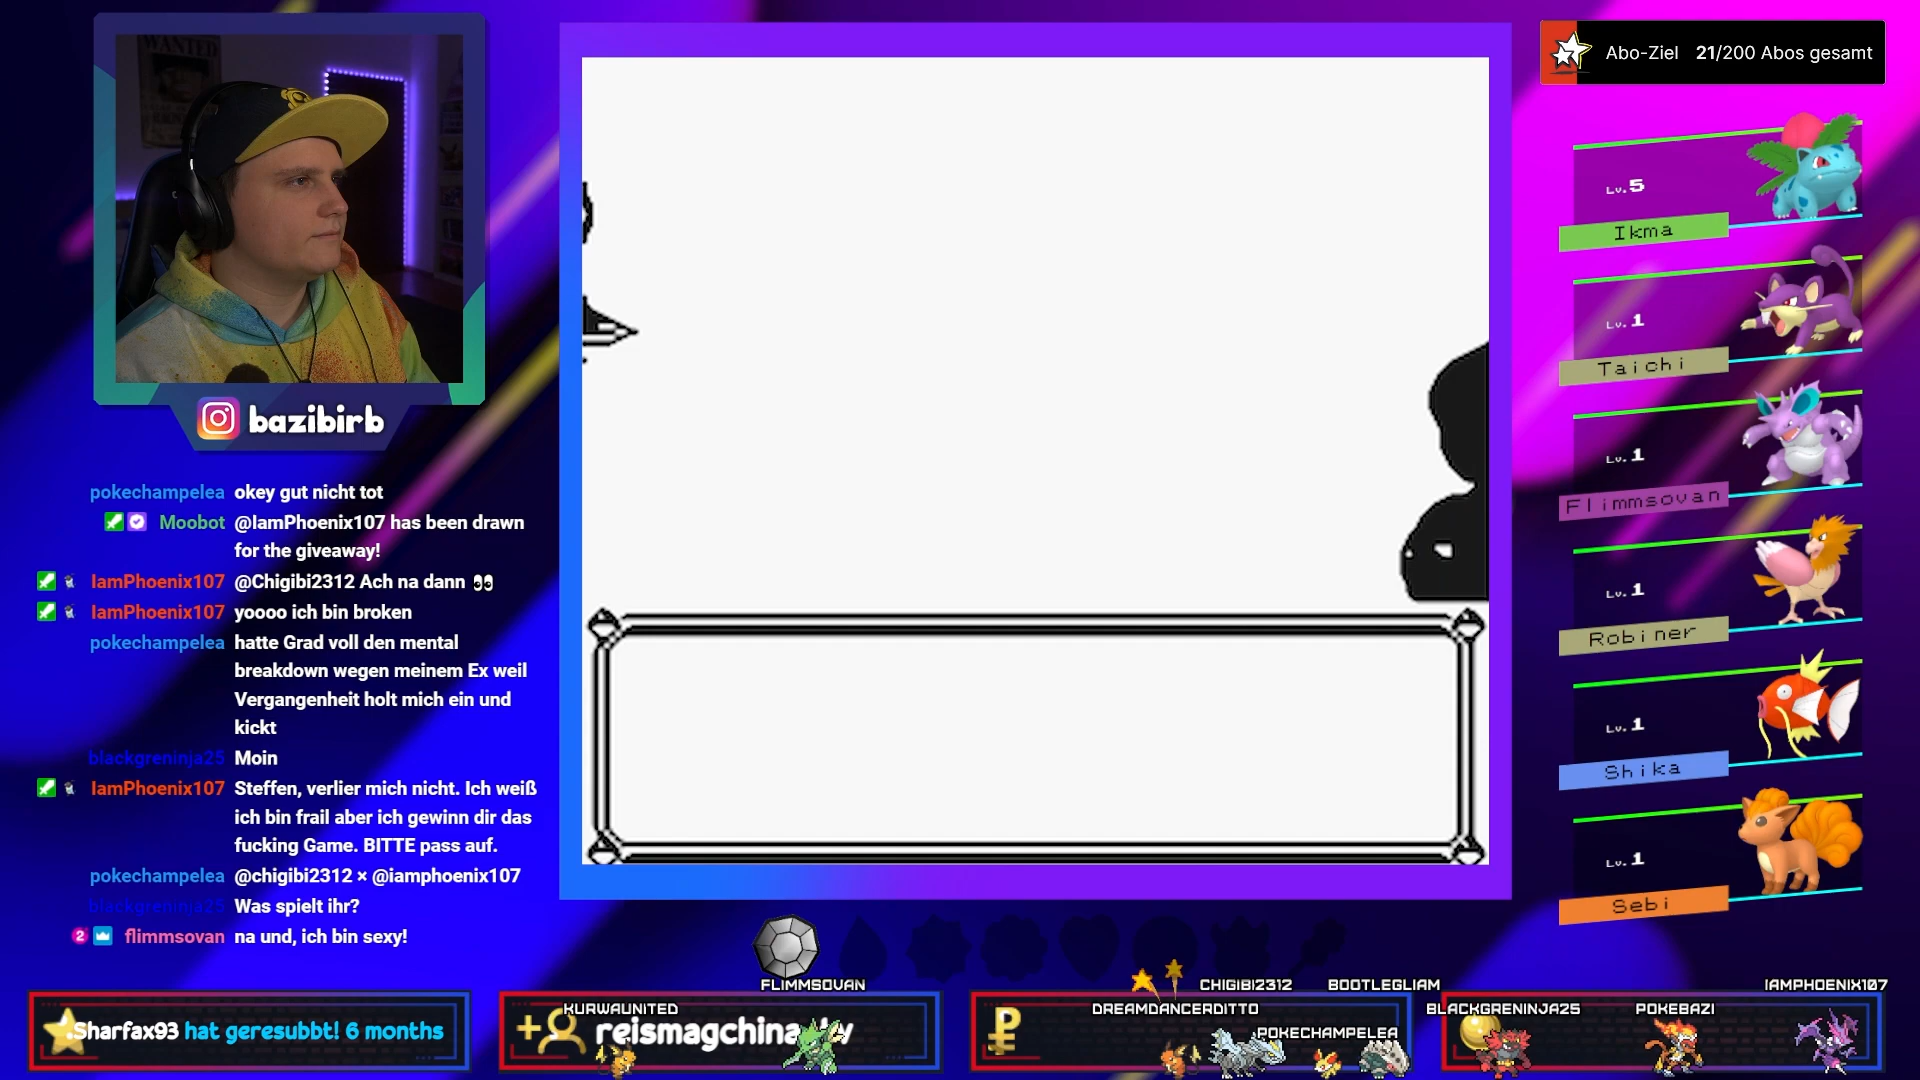 WANTED
Abo-Ziel 21/200 Abos gesamt
Lv.5
Ikma
Lv.1
Taichi
Lv.1
Flimmsovan
Lv.1
Robiner
Lv.1
Shika
Lv.1
Sebi
bazibirb
pokechampelea okey gut nicht tot
Moobot @IamPhoenix107 has been drawn
for the giveaway!
IamPhoenix107 @Chigibi2312 Ach na dann 👀
IamPhoenix107 yoooo ich bin broken
pokechampelea hatte Grad voll den mental
breakdown wegen meinem Ex weil
Vergangenheit holt mich ein und
kickt
blackgreninja25 Moin
IamPhoenix107 Steffen, verlier mich nicht. Ich weiß
ich bin frail aber ich gewinn dir das
fucking Game. BITTE pass auf.
pokechampelea @chigibi2312 × @iamphoenix107
blackgreninja25 Was spielt ihr?
2 flimmsovan na und, ich bin sexy!
FLIMMSOVAN
CHIGIBI2312
BOOTLEGLIAM
IAMPHOENIX107
KURWAUNITED
DREAMDANCERDITTO
BLACKGRENINJA25
POKEBAZI
POKECHAMPELEA
Sharfax93 hat geresubbt! 6 months